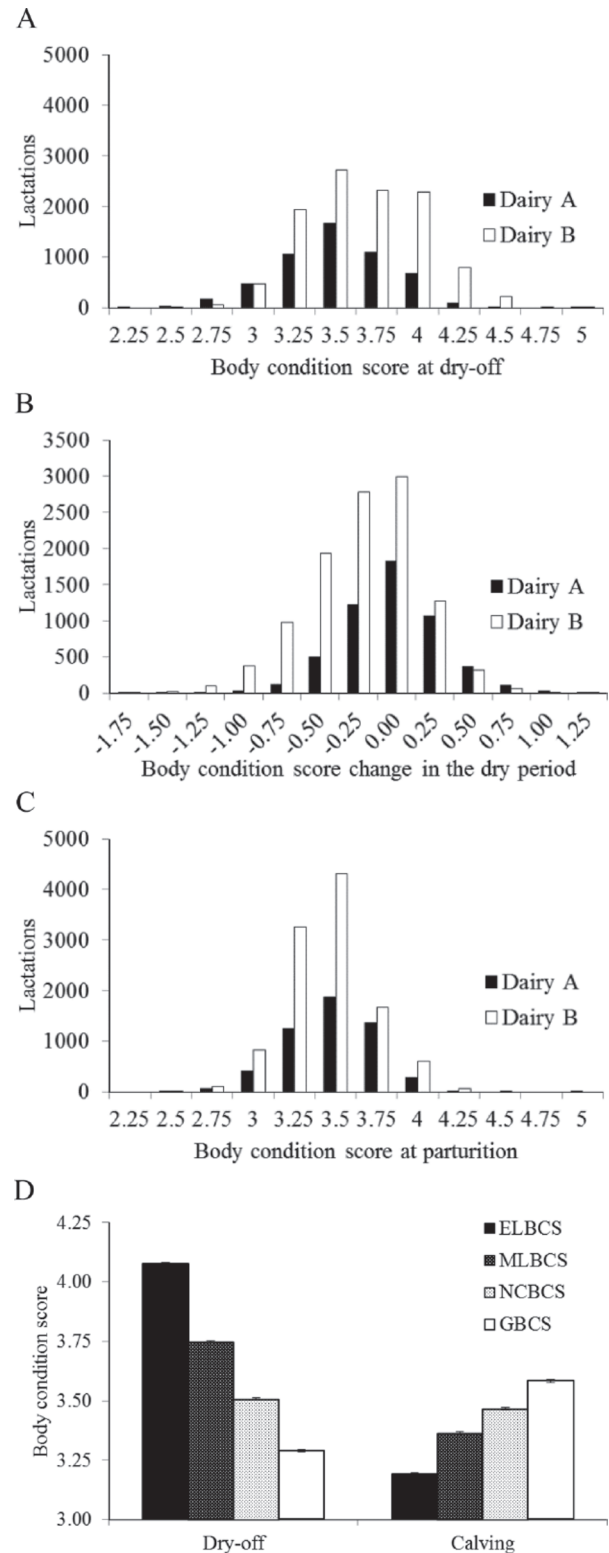 A
5000
4000
3000
2000
1000
0
Lactations
Dairy A
Dairy B
2.25 2.5 2.75 3 3.25 3.5 3.75 4 4.25 4.5 4.75 5
Body condition score at dry-off
B
3500
3000
2500
2000
1500
1000
500
0
Lactations
Dairy A
Dairy B
-1.75 -1.50 -1.25 -1.00 -0.75 -0.50 -0.25 0.00 0.25 0.50 0.75 1.00 1.25
Body condition score change in the dry period
C
5000
4000
3000
2000
1000
0
Lactations
Dairy A
Dairy B
2.25 2.5 2.75 3 3.25 3.5 3.75 4 4.25 4.5 4.75 5
Body condition score at parturition
D
4.25
4.00
3.75
3.50
3.25
3.00
Body condition score
ELBCS
MLBCS
NCBCS
GBCS
Dry-off Calving